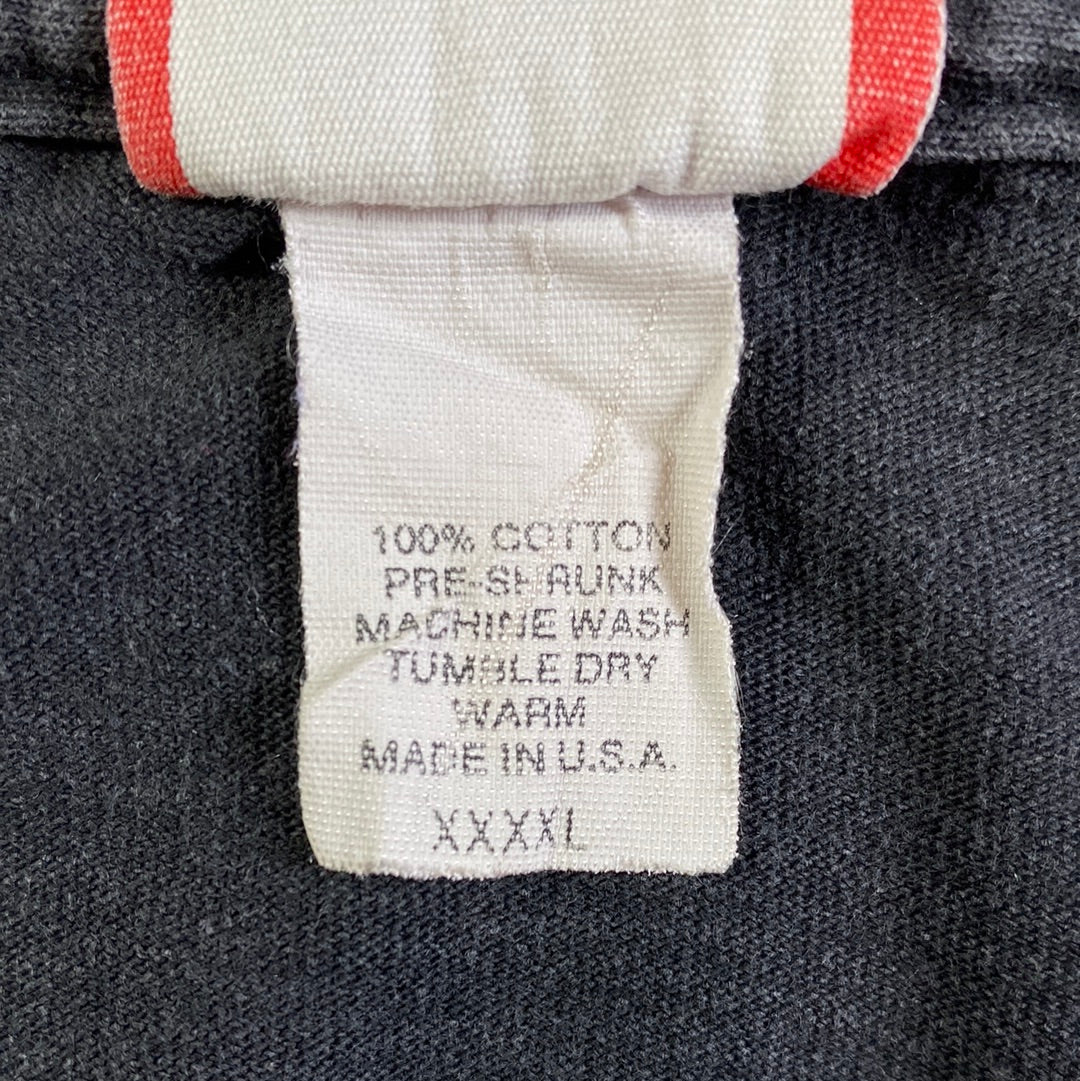 100% COTTON
PRE-SHRUNK
MACHINE WASH
TUMBLE DRY
WARM
MADE IN U.S.A.
XXXXL